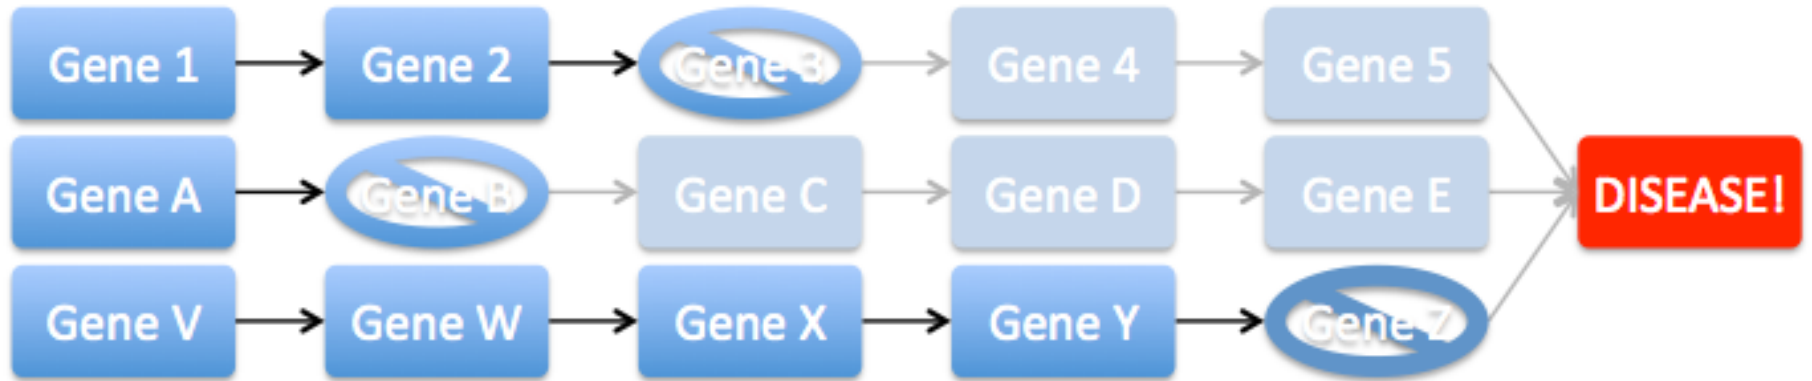 Gene 1 Gene 2 Gene 3 Gene 4 Gene 5
Gene A Gene B Gene C Gene D Gene E DISEASE!
Gene V Gene W Gene X Gene Y Gene Z